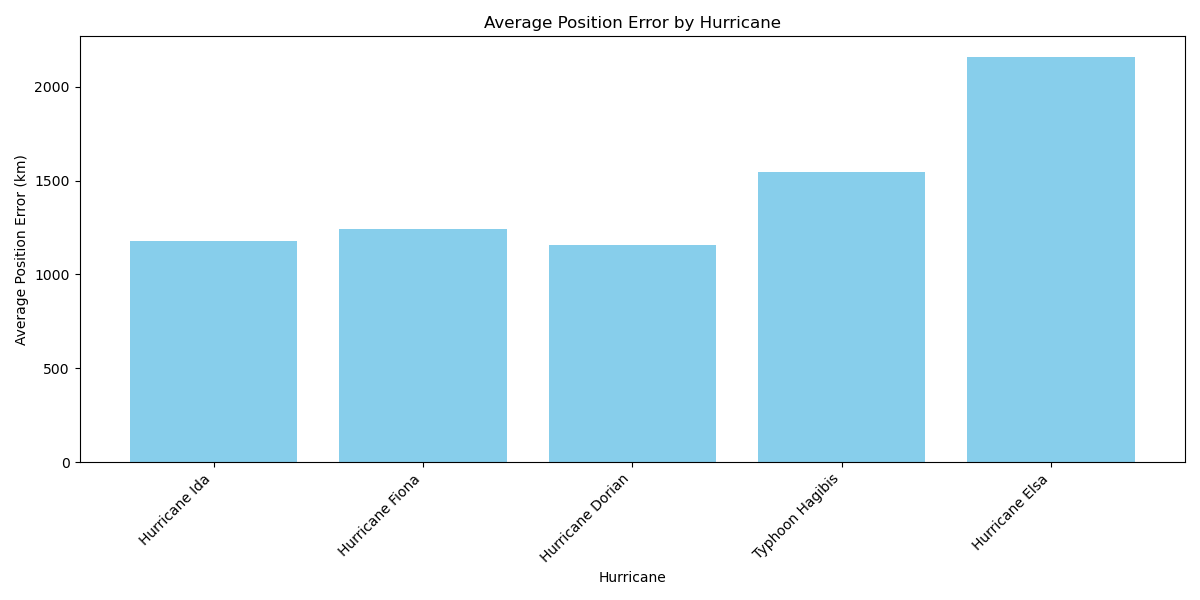 Average Position Error by Hurricane
Average Position Error (km)
2000
1500
1000
500
0
Hurricane Ida
Hurricane Fiona
Hurricane Dorian
Typhoon Hagibis
Hurricane Elsa
Hurricane